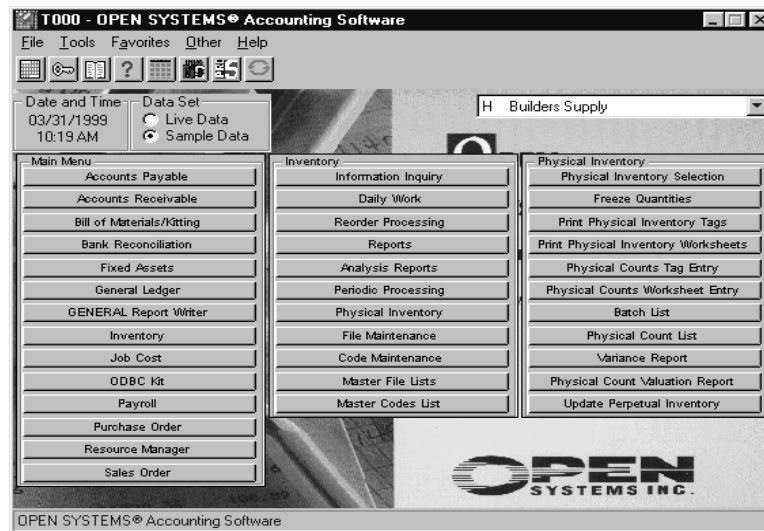 T000 - OPEN SYSTEMS® Accounting Software
File Tools Favorites Other Help
Date and Time
03/31/1999
10:19 AM
Data Set
Live Data
Sample Data
H Builders Supply
Main Menu
Accounts Payable
Accounts Receivable
Bill of Materials/Kitting
Bank Reconciliation
Fixed Assets
General Ledger
GENERAL Report Writer
Inventory
Job Cost
ODBC Kit
Payroll
Purchase Order
Resource Manager
Sales Order
Inventory
Information Inquiry
Daily Work
Reorder Processing
Reports
Analysis Reports
Periodic Processing
Physical Inventory
File Maintenance
Code Maintenance
Master File Lists
Master Codes List
Physical Inventory
Physical Inventory Selection
Freeze Quantities
Print Physical Inventory Tags
Print Physical Inventory Worksheets
Physical Counts Tag Entry
Physical Counts Worksheet Entry
Batch List
Physical Count List
Variance Report
Physical Count Valuation Report
Update Perpetual Inventory
OPEN
SYSTEMS INC.
OPEN SYSTEMS® Accounting Software